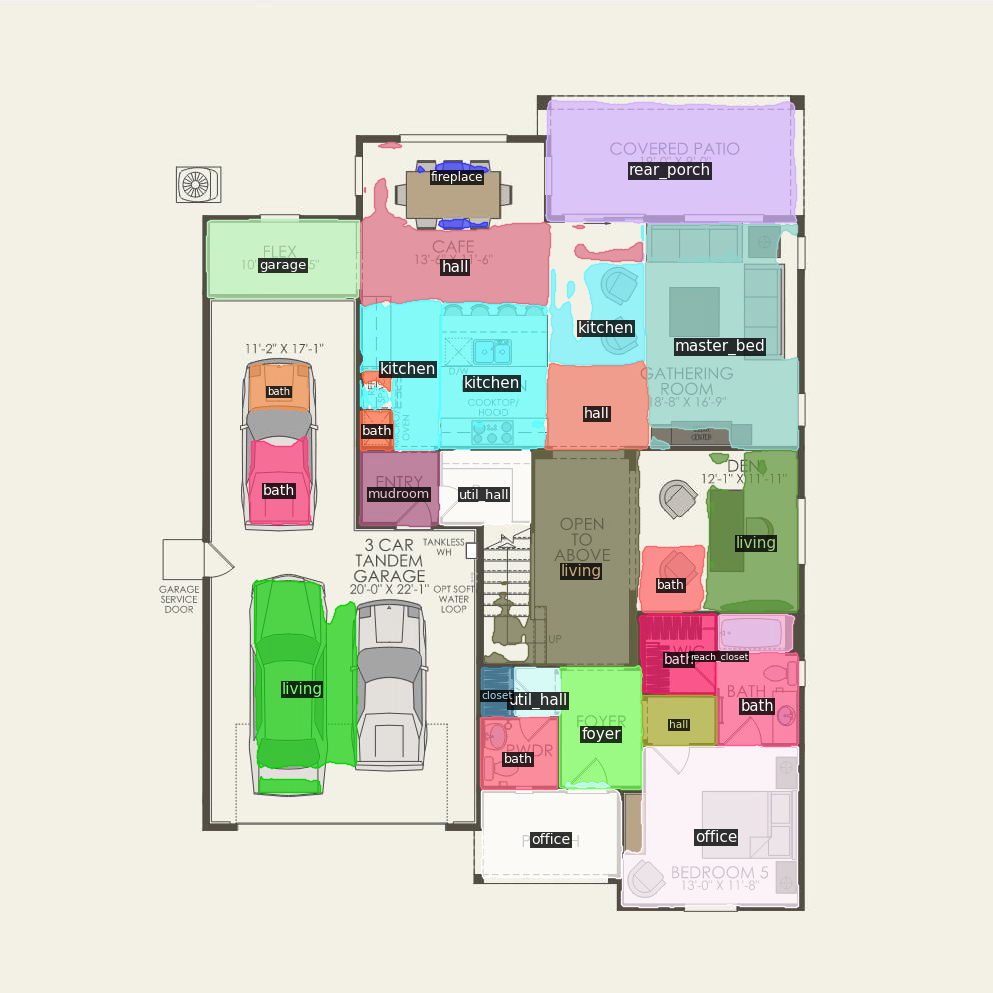 COVERED PATIO
rear_porch
fireplace
CAFE
hall
FLEX
garage
11'-2" X 17'-1"
kitchen
kitchen
kitchen
D/W
COOKTOP/
HOOD
OVEN
master_bed
GATHERING
ROOM
18'-8" X 16'-9"
hall
bath
bath
bath
ENTRY
mudroom
util_hall
DEN
12'-1" X 11'-11"
living
bath
OPEN
TO
ABOVE
living
UP
3 CAR
TANDEM
GARAGE
20'-0" X 22'-1"
TANKLESS
WH
OPT SOFT
WATER
LOOP
GARAGE
SERVICE
DOOR
living
bath
reach_closet
BATH
bath
closet
util_hall
hall
FOYER
foyer
PWDR
bath
office
office
BEDROOM 5
13'-0" X 11'-8"